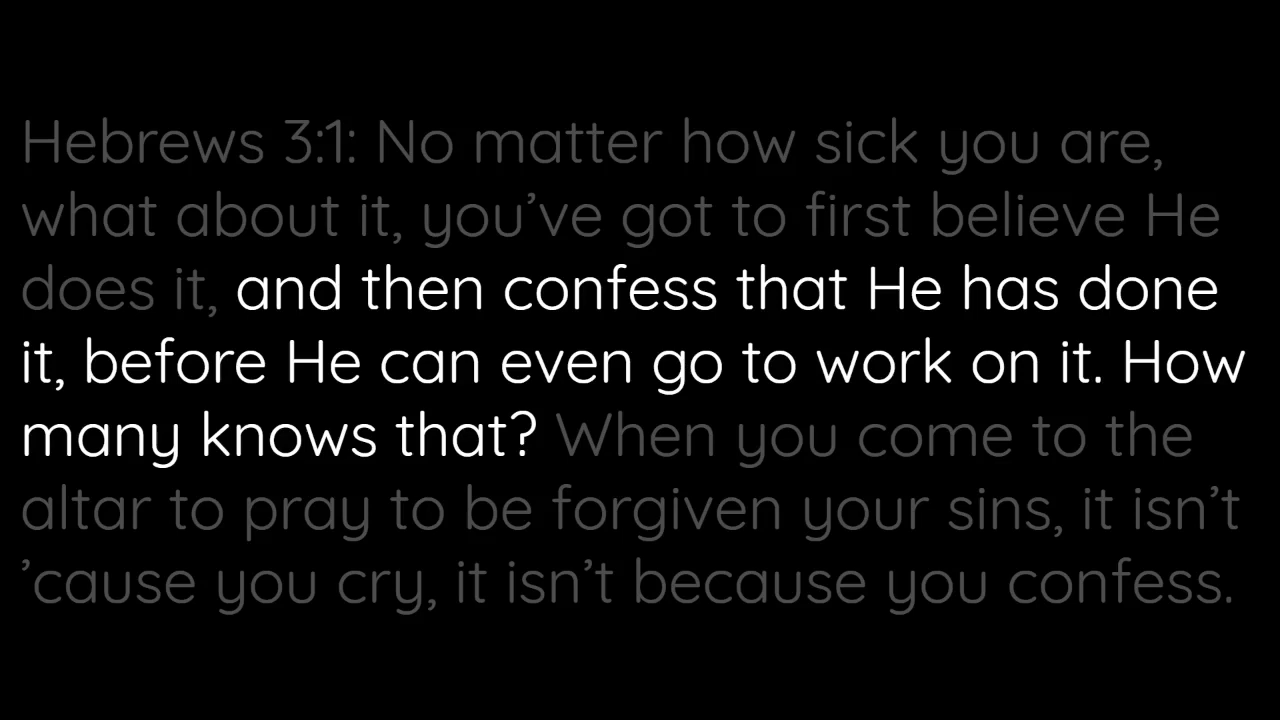 Hebrews 3:1: No matter how sick you are,
what about it, you’ve got to first believe He
does it, and then confess that He has done
it, before He can even go to work on it. How
many knows that? When you come to the
altar to pray to be forgiven your sins, it isn’t
’cause you cry, it isn’t because you confess.